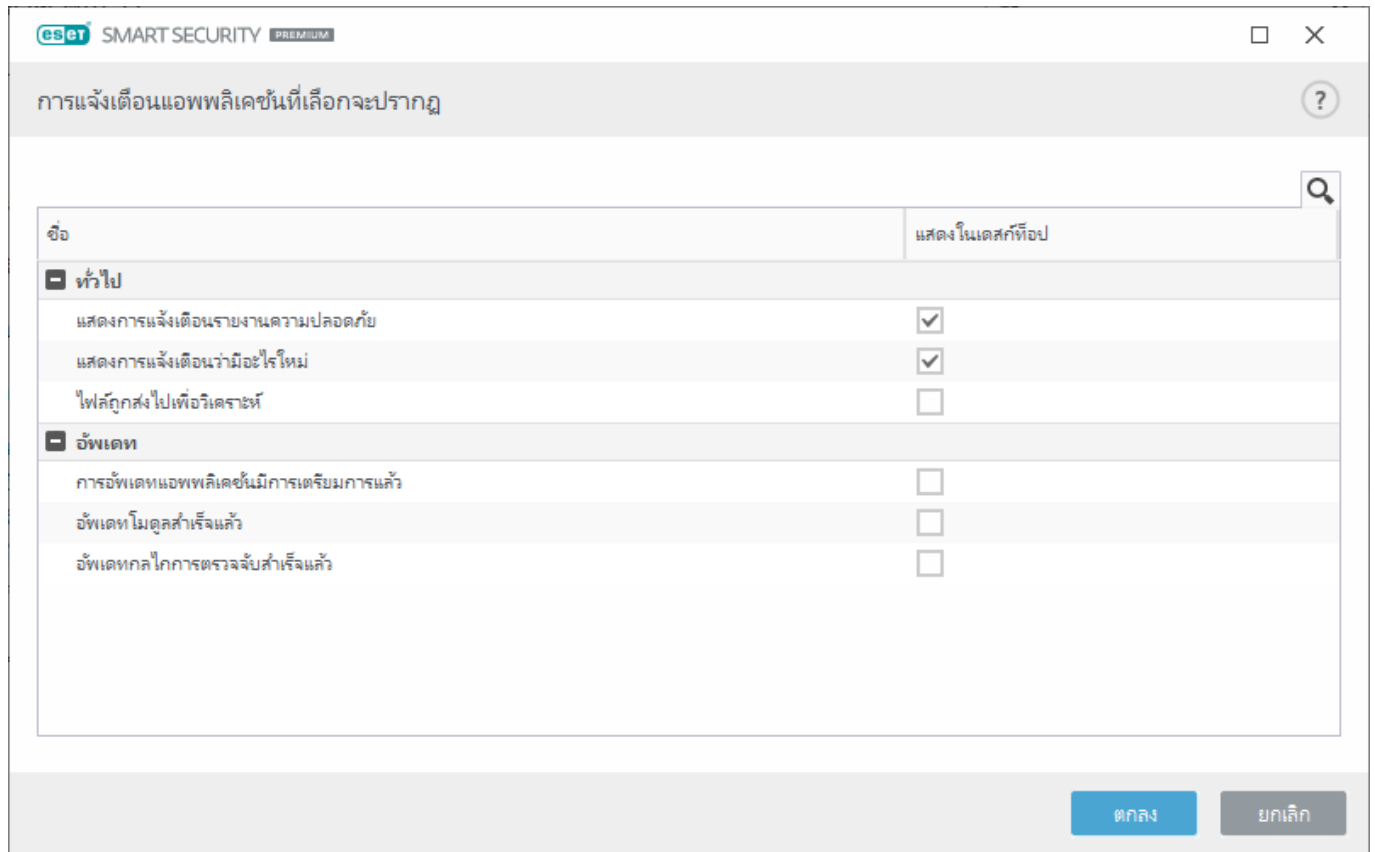 eset SMART SECURITY PREMIUM
การแจ้งเตือนแอพพลิเคชันที่เลือกจะปรากฏ
?
ชื่อ แสดงในเดสก์ท็อป
ทั่วไป
แสดงการแจ้งเตือนรายงานความปลอดภัย
แสดงการแจ้งเตือนว่ามีอะไรใหม่
ไฟล์ถูกส่งไปเพื่อวิเคราะห์
อัพเดท
การอัพเดทแอพพลิเคชันมีการเตรียมการแล้ว
อัพเดทโมดูลสำเร็จแล้ว
อัพเดทกลไกการตรวจจับสำเร็จแล้ว
ตกลง ยกเลิก